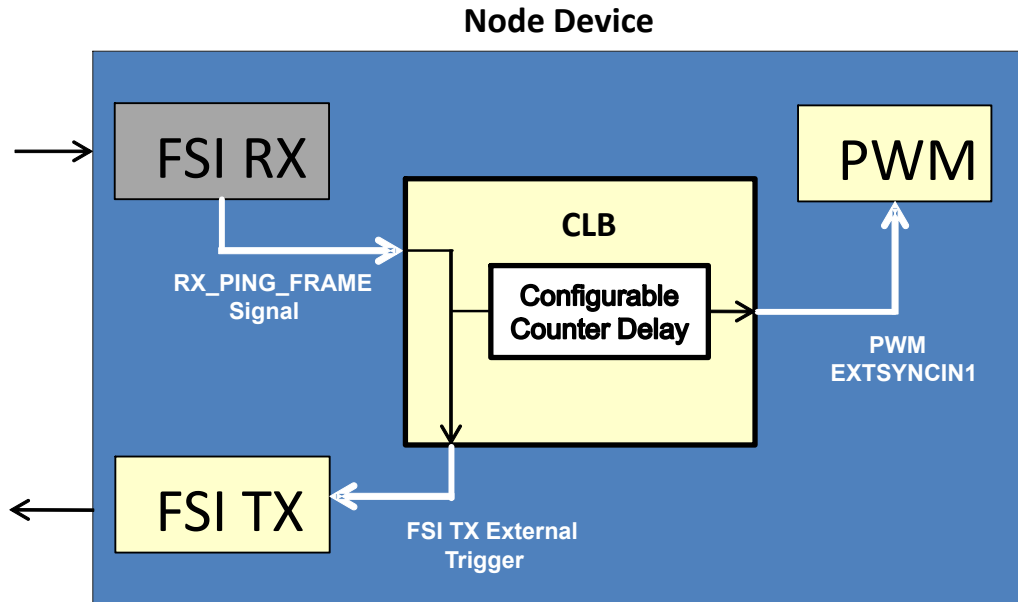 Node Device
FSI RX
PWM
CLB
RX_PING_FRAME
Signal
Configurable
Counter Delay
PWM
EXTSYNCIN1
FSI TX
FSI TX External
Trigger